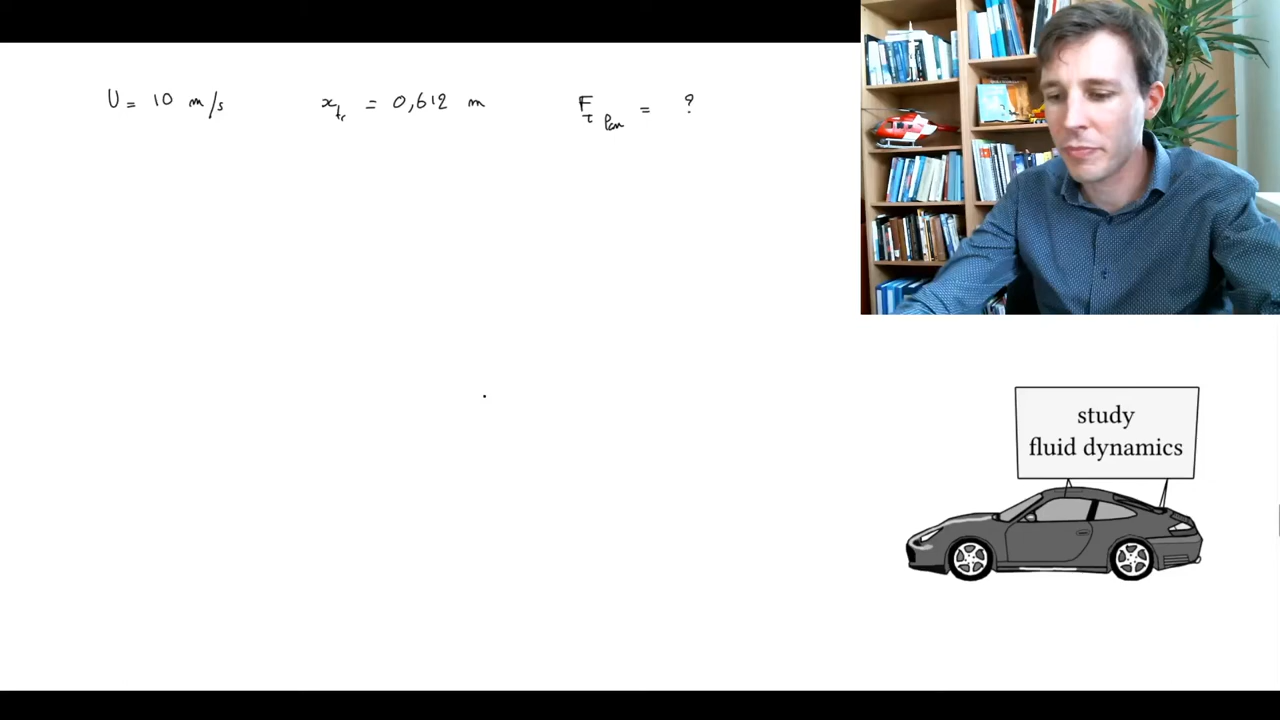 U = 10 m/s x_tr = 0,612 m F_τ lam = ?
study
fluid dynamics